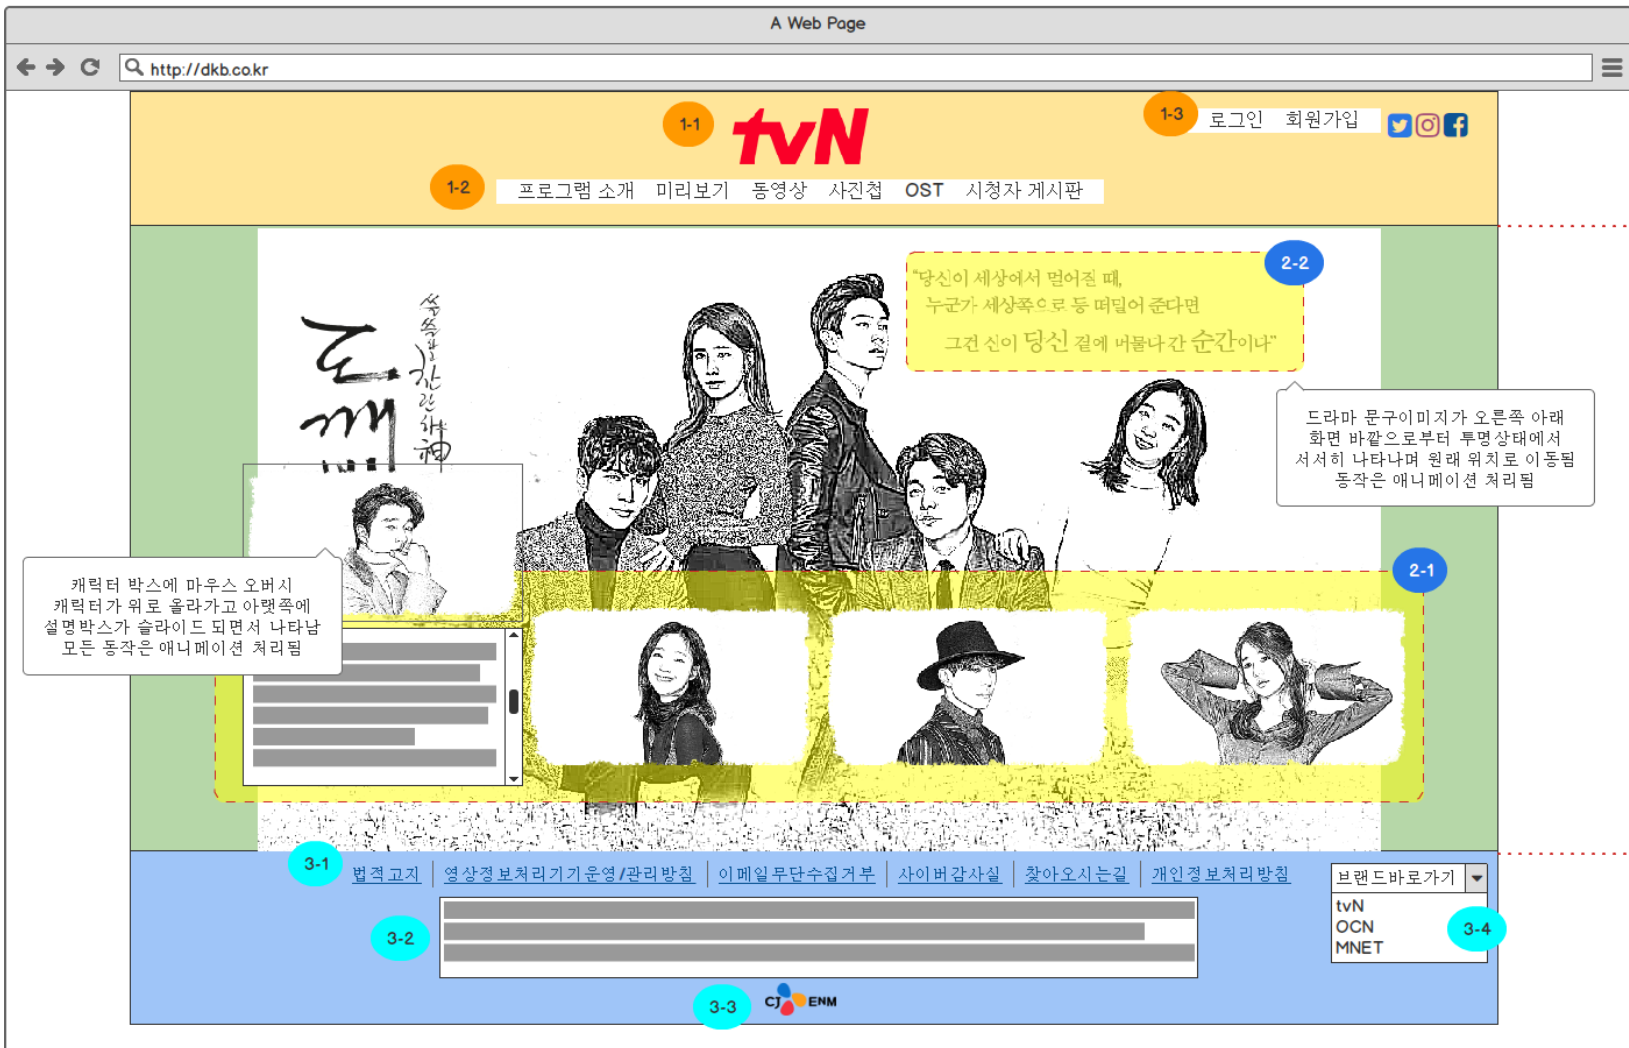 A Web Page
http://dkb.co.kr
1-1
tvN
1-3
로그인 회원가입
1-2
프로그램 소개 미리보기 동영상 사진첩 OST 시청자 게시판
2-2
“당신이 세상에서 멀어질 때,
누군가 세상쪽으로 등 떠밀어 준다면
그건 신이 당신 곁에 머물다 간 순간이다”
쓸쓸하고 찬란하神
도깨
드라마 문구이미지가 오른쪽 아래
화면 바깥으로부터 투명상태에서
서서히 나타나며 원래 위치로 이동됨
동작은 애니메이션 처리됨
2-1
캐릭터 박스에 마우스 오버시
캐릭터가 위로 올라가고 아랫쪽에
설명박스가 슬라이드 되면서 나타남
모든 동작은 애니메이션 처리됨
3-1
법적고지 영상정보처리기기운영/관리방침 이메일무단수집거부 사이버감사실 찾아오시는길 개인정보처리방침
브랜드바로가기
tvN
OCN
MNET
3-4
3-2
3-3
CJ ENM